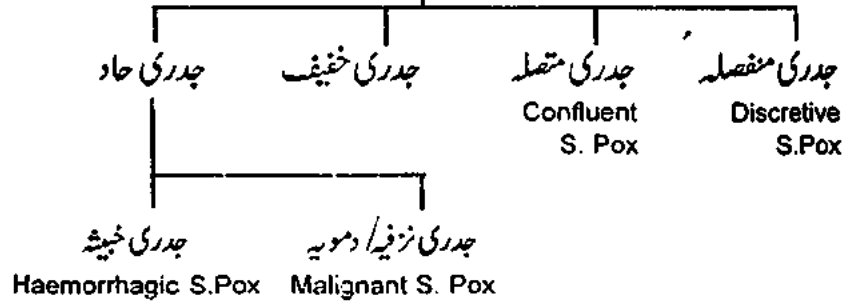 جدری منفصلہ
Discretive
S.Pox
جدری متصلہ
Confluent
S. Pox
جدری خفیف
جدری حاد
جدری نزفیہ/دمویہ
Malignant S. Pox
جدری خبیثہ
Haemorrhagic S.Pox